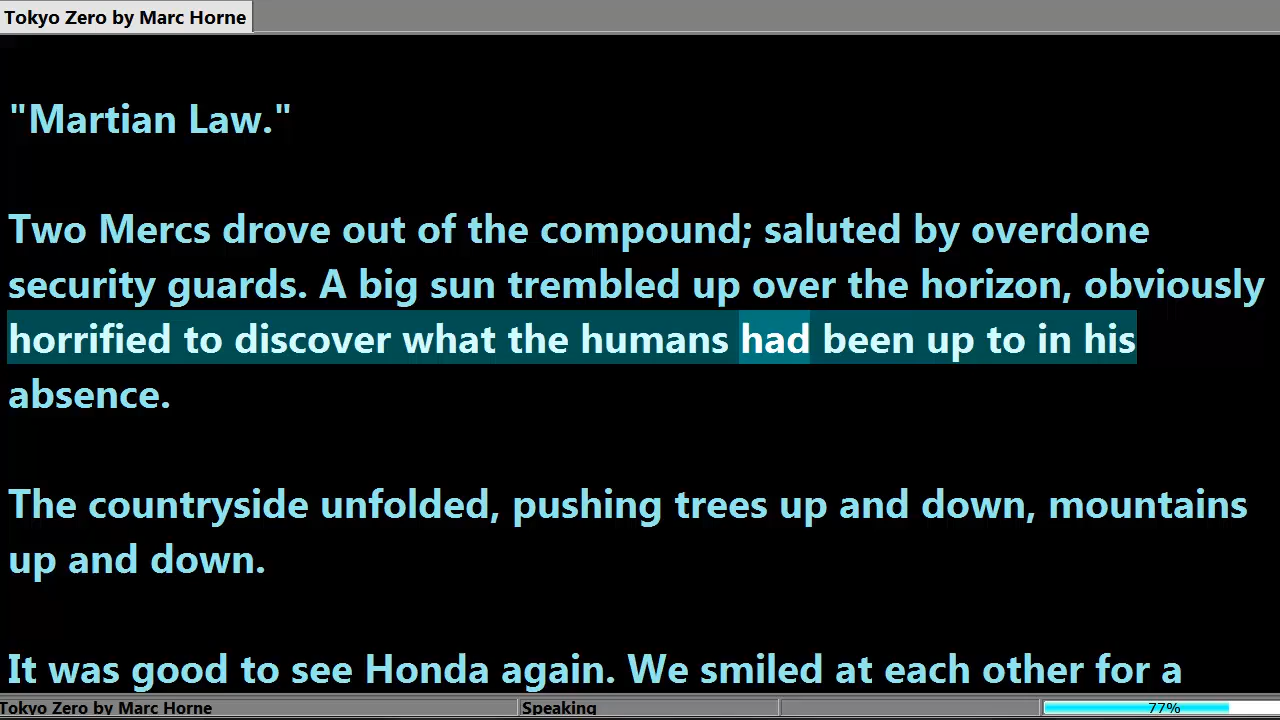 Tokyo Zero by Marc Horne
"Martian Law."
Two Mercs drove out of the compound; saluted by overdone
security guards. A big sun trembled up over the horizon, obviously
horrified to discover what the humans had been up to in his
absence.
The countryside unfolded, pushing trees up and down, mountains
up and down.
It was good to see Honda again. We smiled at each other for a
Tokyo Zero by Marc Horne Speaking 77%